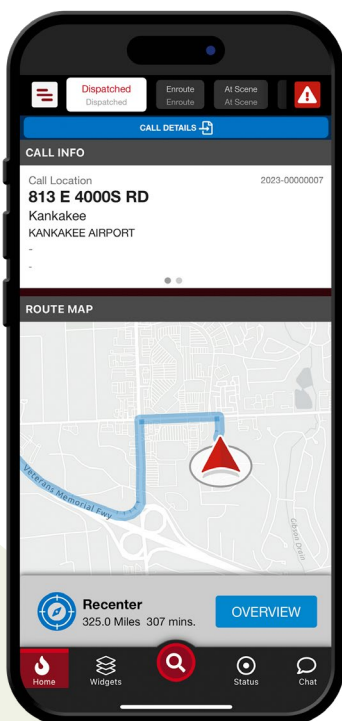 Dispatched
Dispatched
Enroute
Enroute
At Scene
At Scene
CALL DETAILS
CALL INFO
Call Location
2023-00000007
813 E 4000S RD
Kankakee
KANKAKEE AIRPORT
-
-
ROUTE MAP
Veterans Memorial Fwy
Gibson Drein
Recenter
325.0 Miles 307 mins.
OVERVIEW
Home
Widgets
Status
Chat